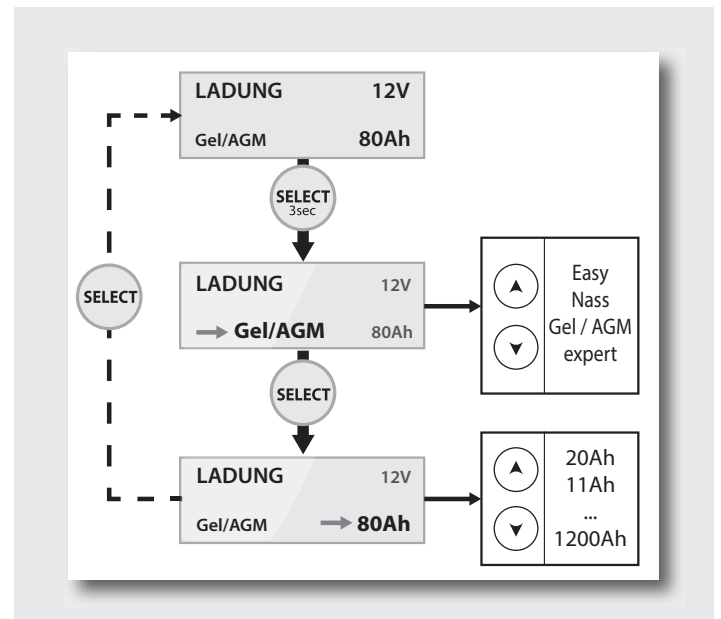 LADUNG 12V
Gel/AGM 80Ah
SELECT
3sec
LADUNG 12V
Gel/AGM 80Ah
Easy
Nass
Gel / AGM
expert
SELECT
SELECT
LADUNG 12V
Gel/AGM 80Ah
20Ah
11Ah
...
1200Ah